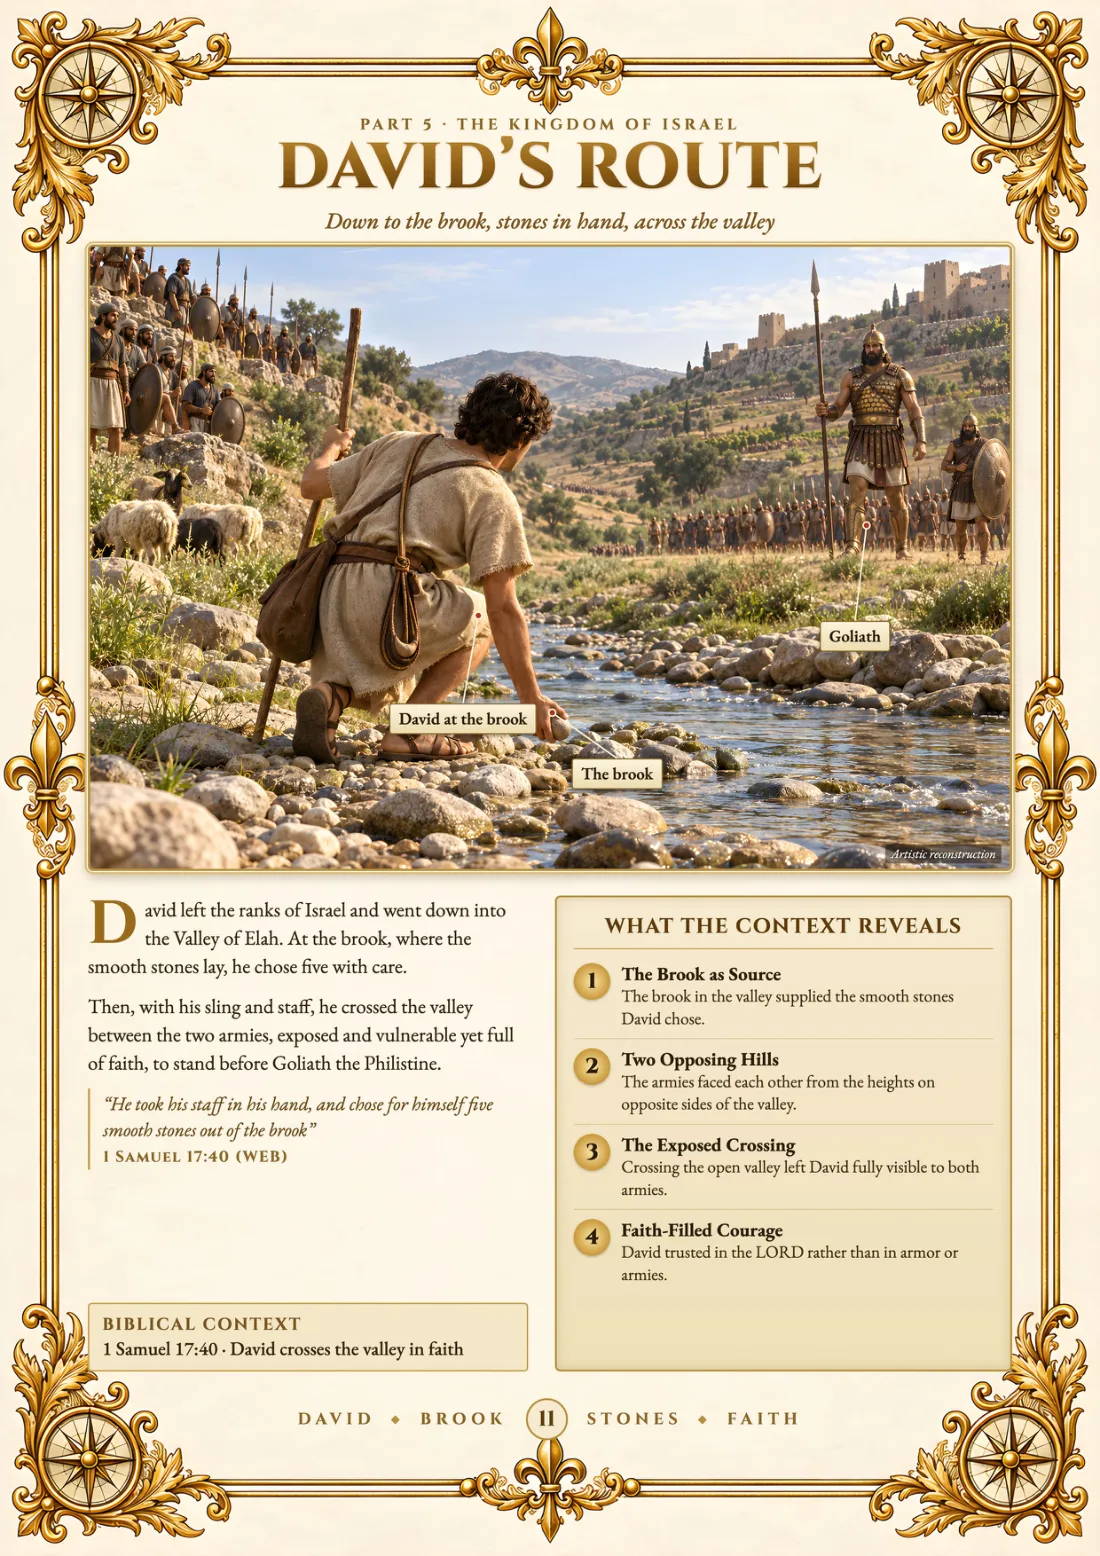 PART 5 · THE KINGDOM OF ISRAEL
DAVID’S ROUTE
Down to the brook, stones in hand, across the valley
Goliath
David at the brook
The brook
Artistic reconstruction
David left the ranks of Israel and went down into
the Valley of Elah. At the brook, where the
smooth stones lay, he chose five with care.
Then, with his sling and staff, he crossed the valley
between the two armies, exposed and vulnerable yet full
of faith, to stand before Goliath the Philistine.
“He took his staff in his hand, and chose for himself five
smooth stones out of the brook”
1 SAMUEL 17:40 (WEB)
BIBLICAL CONTEXT
1 Samuel 17:40 · David crosses the valley in faith
WHAT THE CONTEXT REVEALS
1 The Brook as Source
The brook in the valley supplied the smooth stones
David chose.
2 Two Opposing Hills
The armies faced each other from the heights on
opposite sides of the valley.
3 The Exposed Crossing
Crossing the open valley left David fully visible to both
armies.
4 Faith-Filled Courage
David trusted in the LORD rather than in armor or
armies.
DAVID ◆ BROOK 11 STONES ◆ FAITH